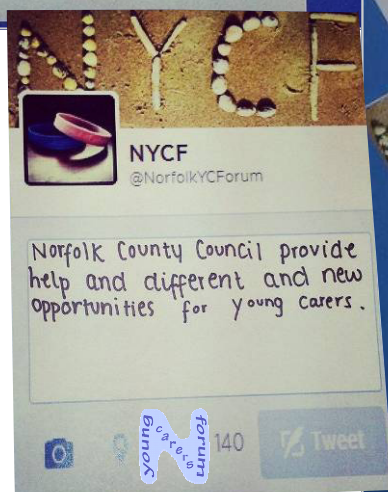 NYCF
NYCF
@NorfolkYCForum
Norfolk County Council provide
help and different and new
opportunities for young carers.
young
carers
forum
140
Tweet